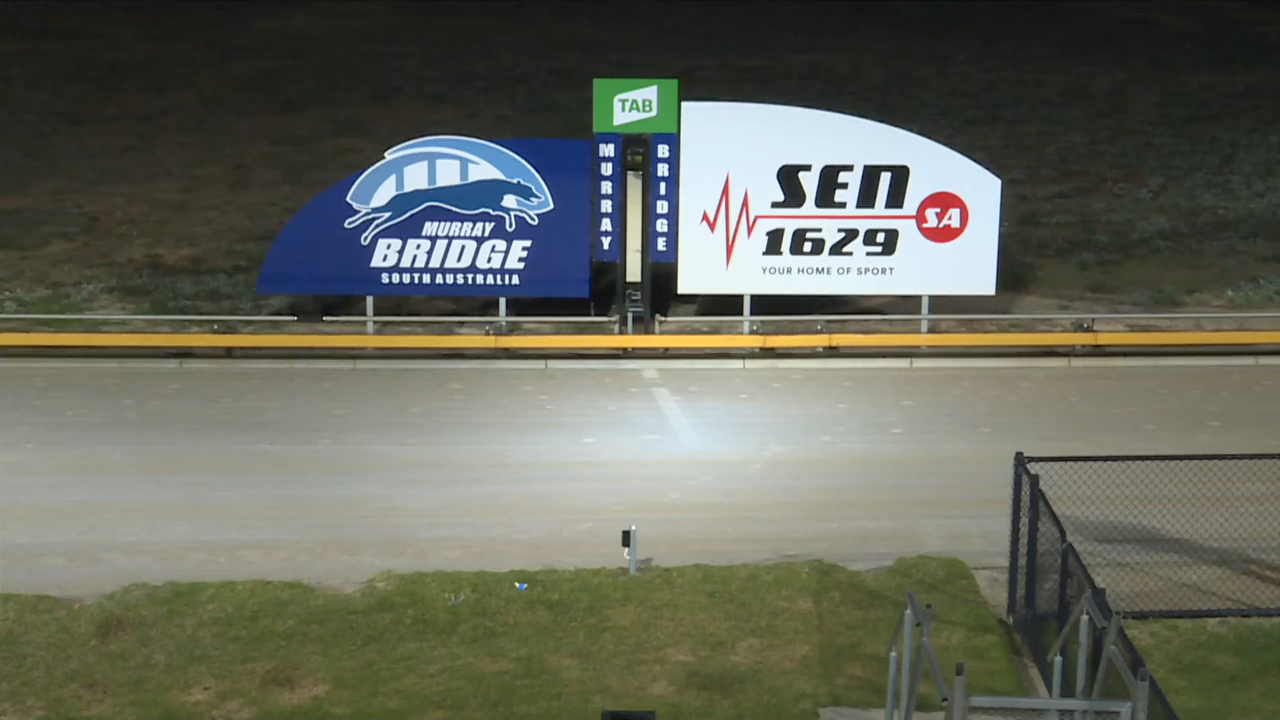 TAB
MURRAY
BRIDGE
MURRAY
BRIDGE
SOUTH AUSTRALIA
SEN
SA
1629
YOUR HOME OF SPORT